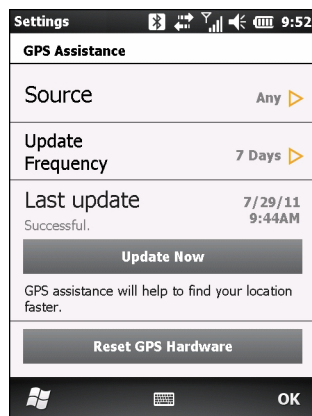 Settings 9:52
GPS Assistance
Source Any
Update
Frequency 7 Days
Last update 7/29/11
Successful. 9:44AM
Update Now
GPS assistance will help to find your location
faster.
Reset GPS Hardware
OK